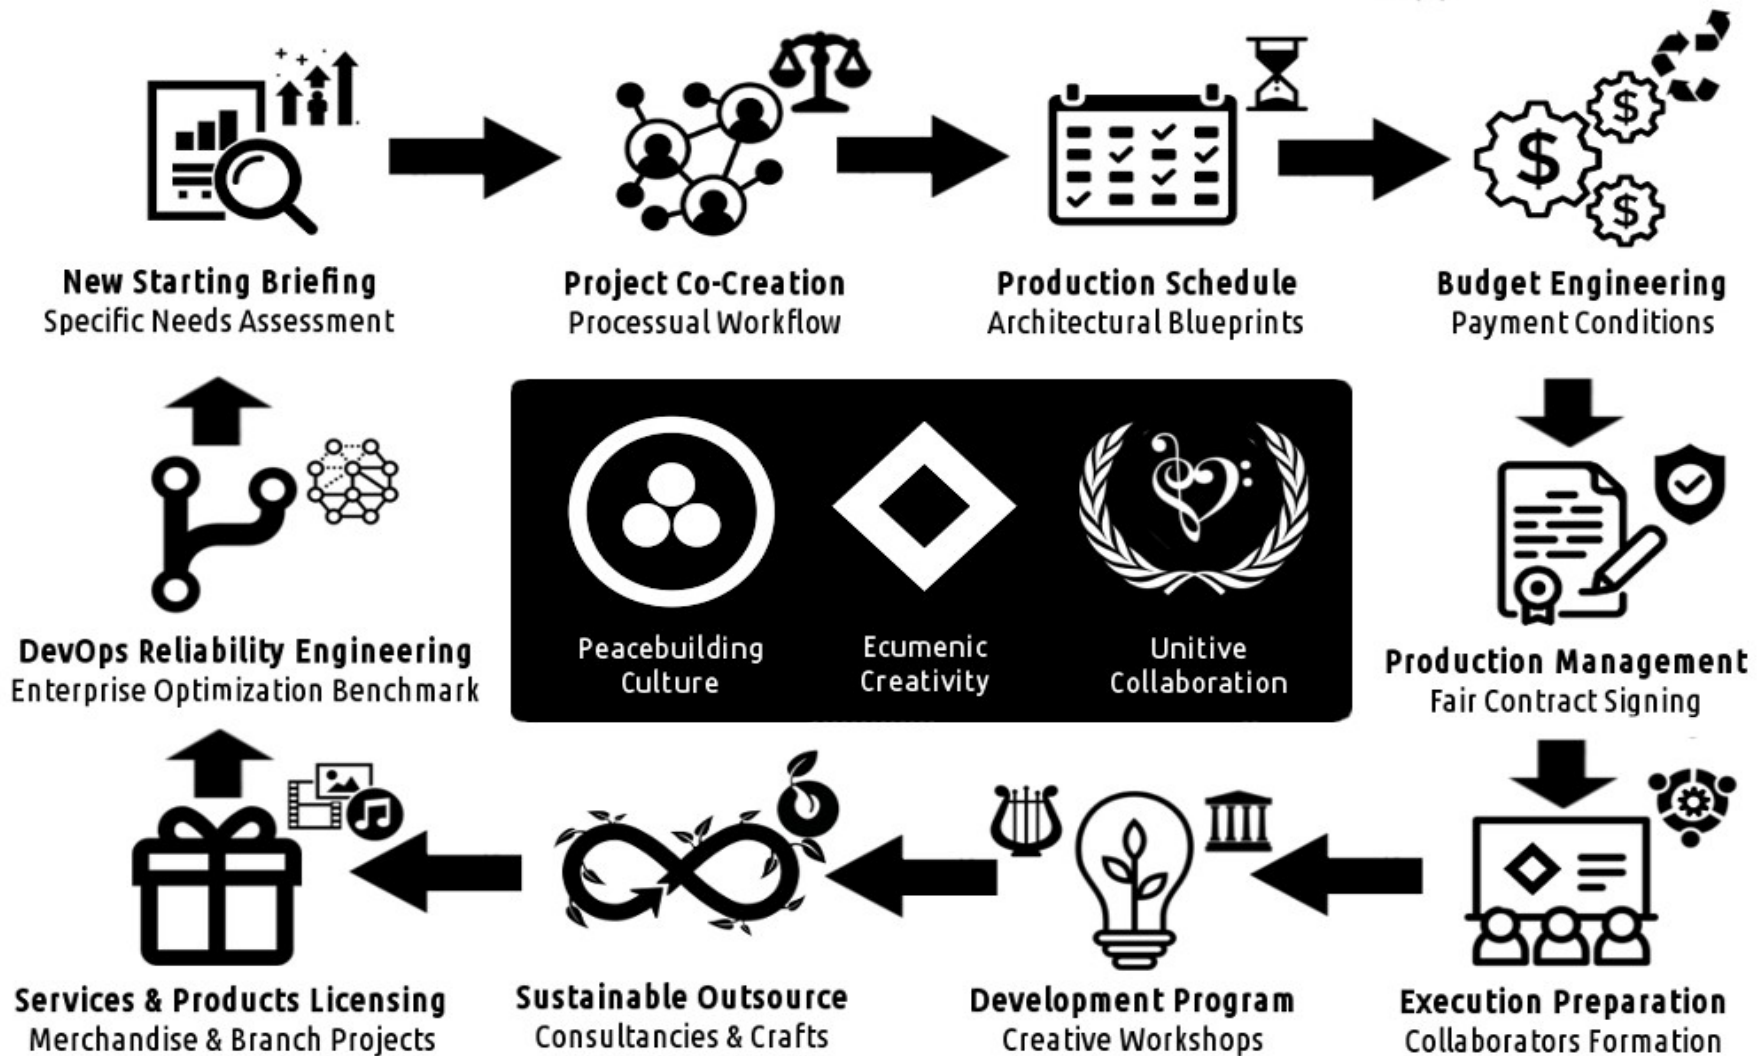 New Starting Briefing
Specific Needs Assessment
Project Co-Creation
Processual Workflow
Production Schedule
Architectural Blueprints
Budget Engineering
Payment Conditions
DevOps Reliability Engineering
Enterprise Optimization Benchmark
Peacebuilding
Culture
Ecumenic
Creativity
Unitive
Collaboration
Production Management
Fair Contract Signing
Services & Products Licensing
Merchandise & Branch Projects
Sustainable Outsource
Consultancies & Crafts
Development Program
Creative Workshops
Execution Preparation
Collaborators Formation